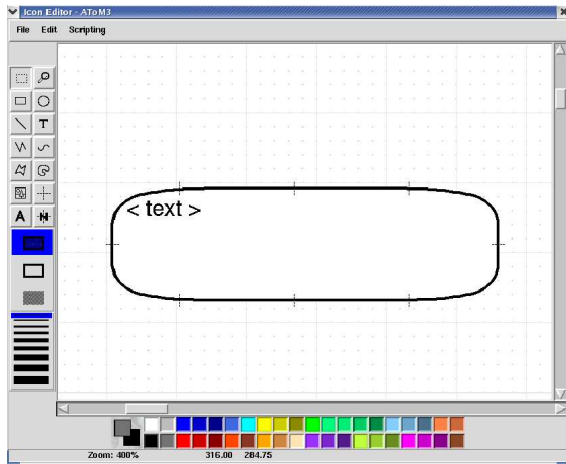 Icon Editor - AToM3
File Edit Scripting
T
A
< text >
Zoom: 400% 316.00 284.75